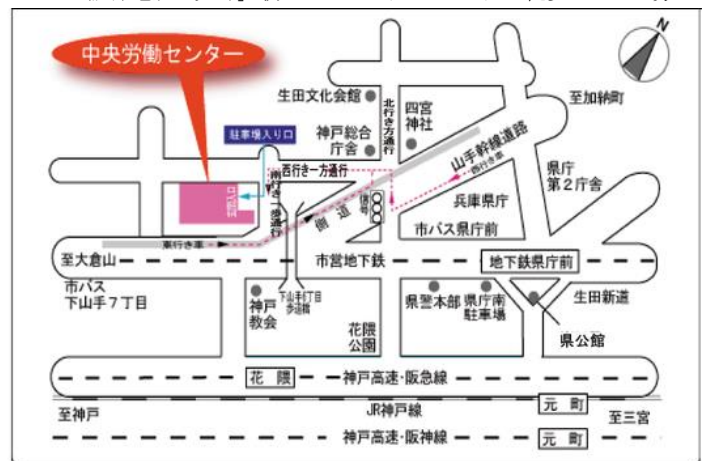 中央労働センター
N
生田文化会館
北行き一方通行
四宮
神社
至加納町
駐車場入り口
神戸総合
庁舎
山手幹線道路
西行き車
西行き一方通行
県庁
第2庁舎
南行き一歩通行
信号
兵庫県庁
側道
市バス県庁前
東行き車
至大倉山
市営地下鉄
地下鉄県庁前
市バス
下山手7丁目
下山手6丁目
歩道橋
神戸
教会
県警本部
県庁南
駐車場
生田新道
花隈
公園
県公館
花 隈
神戸高速・阪急線
至神戸
JR神戸線
元 町
至三宮
神戸高速・阪神線
元 町